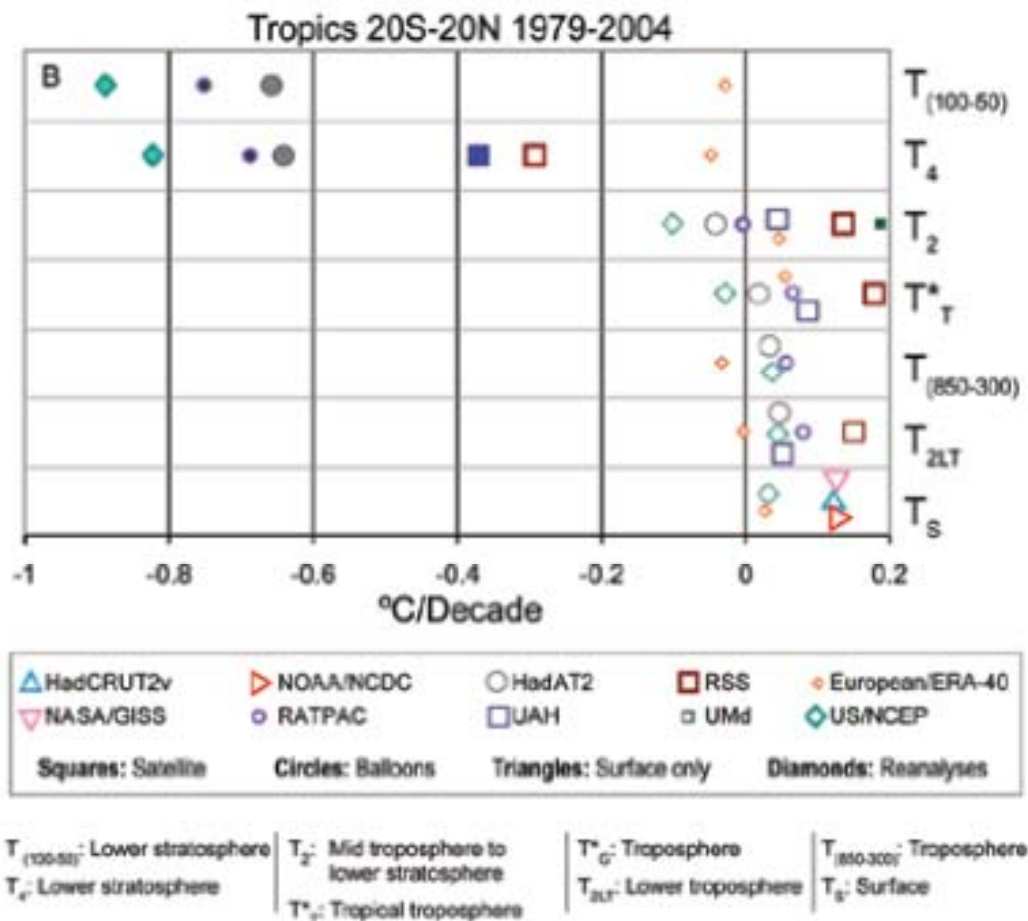 Tropics 20S-20N 1979-2004
B
T(100-50)
T4
T2
T*T
T(850-300)
T2LT
TS
-1 -0.8 -0.6 -0.4 -0.2 0 0.2
ºC/Decade
HadCRUT2v NOAA/NCDC HadAT2 RSS European/ERA-40
NASA/GISS RATPAC UAH UMd US/NCEP
Squares: Satellite Circles: Balloons Triangles: Surface only Diamonds: Reanalyses
T(100-50): Lower stratosphere T2: Mid troposphere to T*G: Troposphere T(850-300): Troposphere
lower stratosphere
T4: Lower stratosphere T2LT: Lower troposphere TS: Surface
T*T: Tropical troposphere